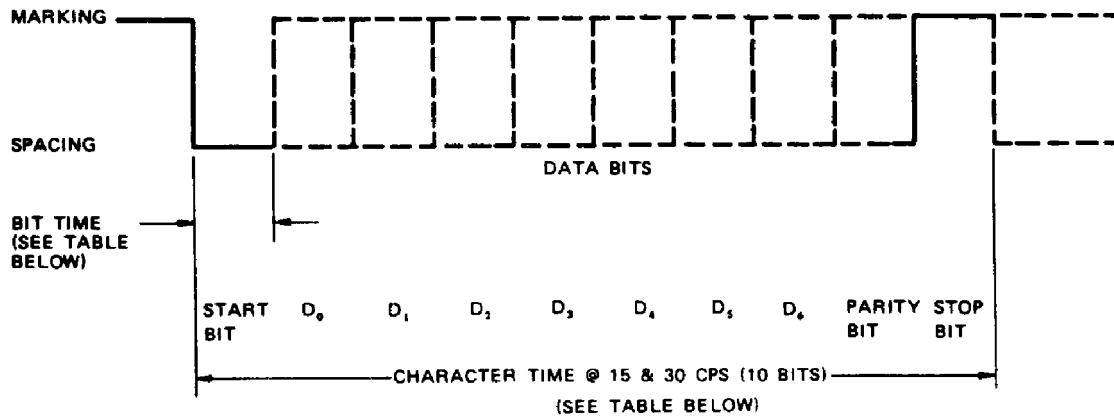 MARKING
SPACING
DATA BITS
BIT TIME
(SEE TABLE
BELOW)
START
BIT
D₀
D₁
D₂
D₃
D₄
D₅
D₆
PARITY
BIT
STOP
BIT
CHARACTER TIME @ 15 & 30 CPS (10 BITS)
(SEE TABLE BELOW)